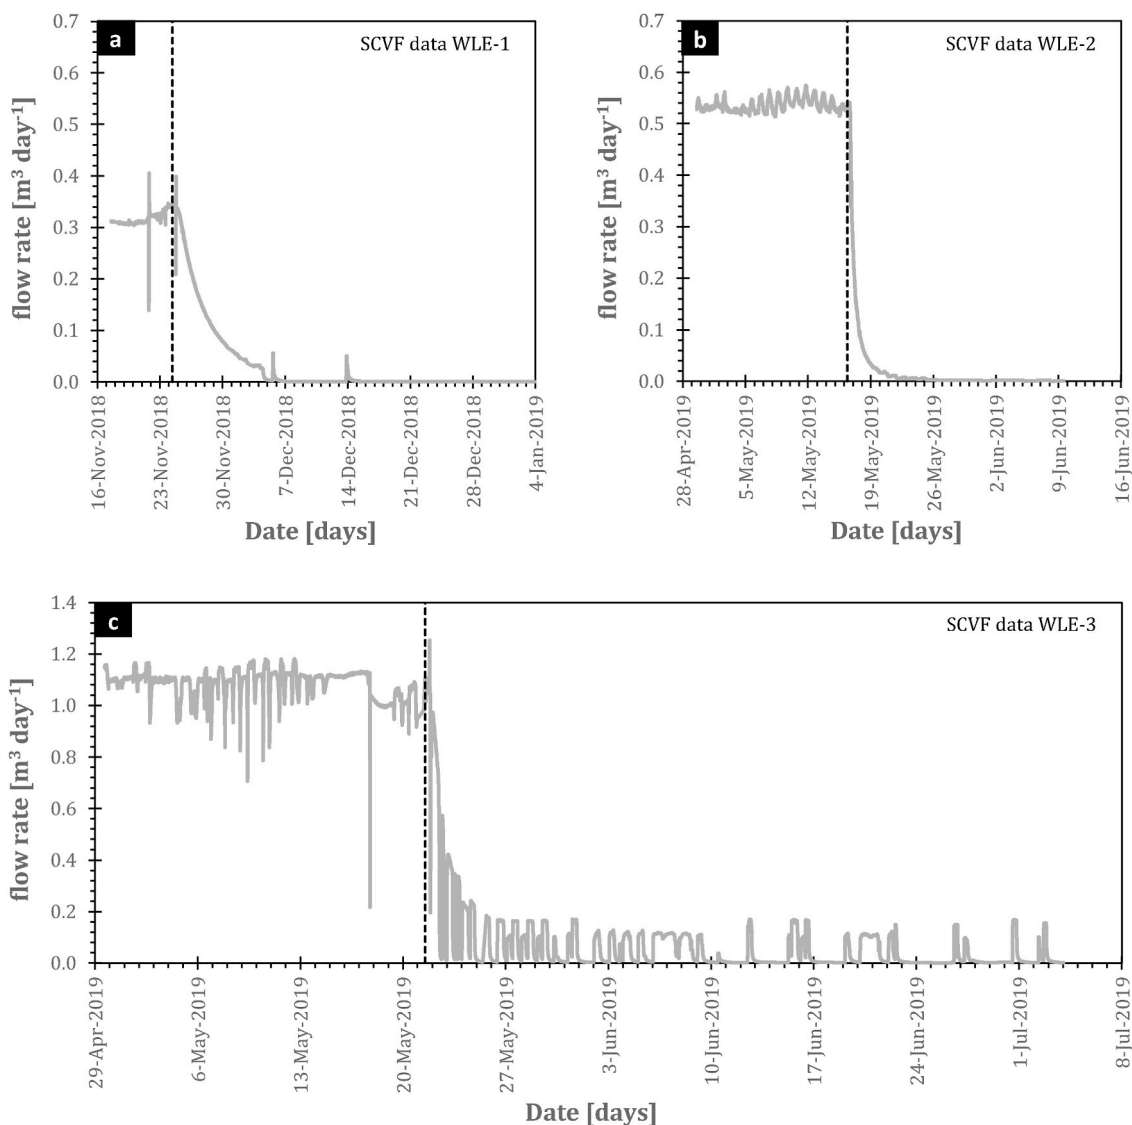 a
SCVF data WLE-1
flow rate [m³ day⁻¹]
0.7
0.6
0.5
0.4
0.3
0.2
0.1
0.0
16-Nov-2018
23-Nov-2018
30-Nov-2018
7-Dec-2018
14-Dec-2018
21-Dec-2018
28-Dec-2018
4-Jan-2019
Date [days]
b
SCVF data WLE-2
flow rate [m³ day⁻¹]
0.7
0.6
0.5
0.4
0.3
0.2
0.1
0.0
28-Apr-2019
5-May-2019
12-May-2019
19-May-2019
26-May-2019
2-Jun-2019
9-Jun-2019
16-Jun-2019
Date [days]
c
SCVF data WLE-3
flow rate [m³ day⁻¹]
1.4
1.2
1.0
0.8
0.6
0.4
0.2
0.0
29-Apr-2019
6-May-2019
13-May-2019
20-May-2019
27-May-2019
3-Jun-2019
10-Jun-2019
17-Jun-2019
24-Jun-2019
1-Jul-2019
8-Jul-2019
Date [days]